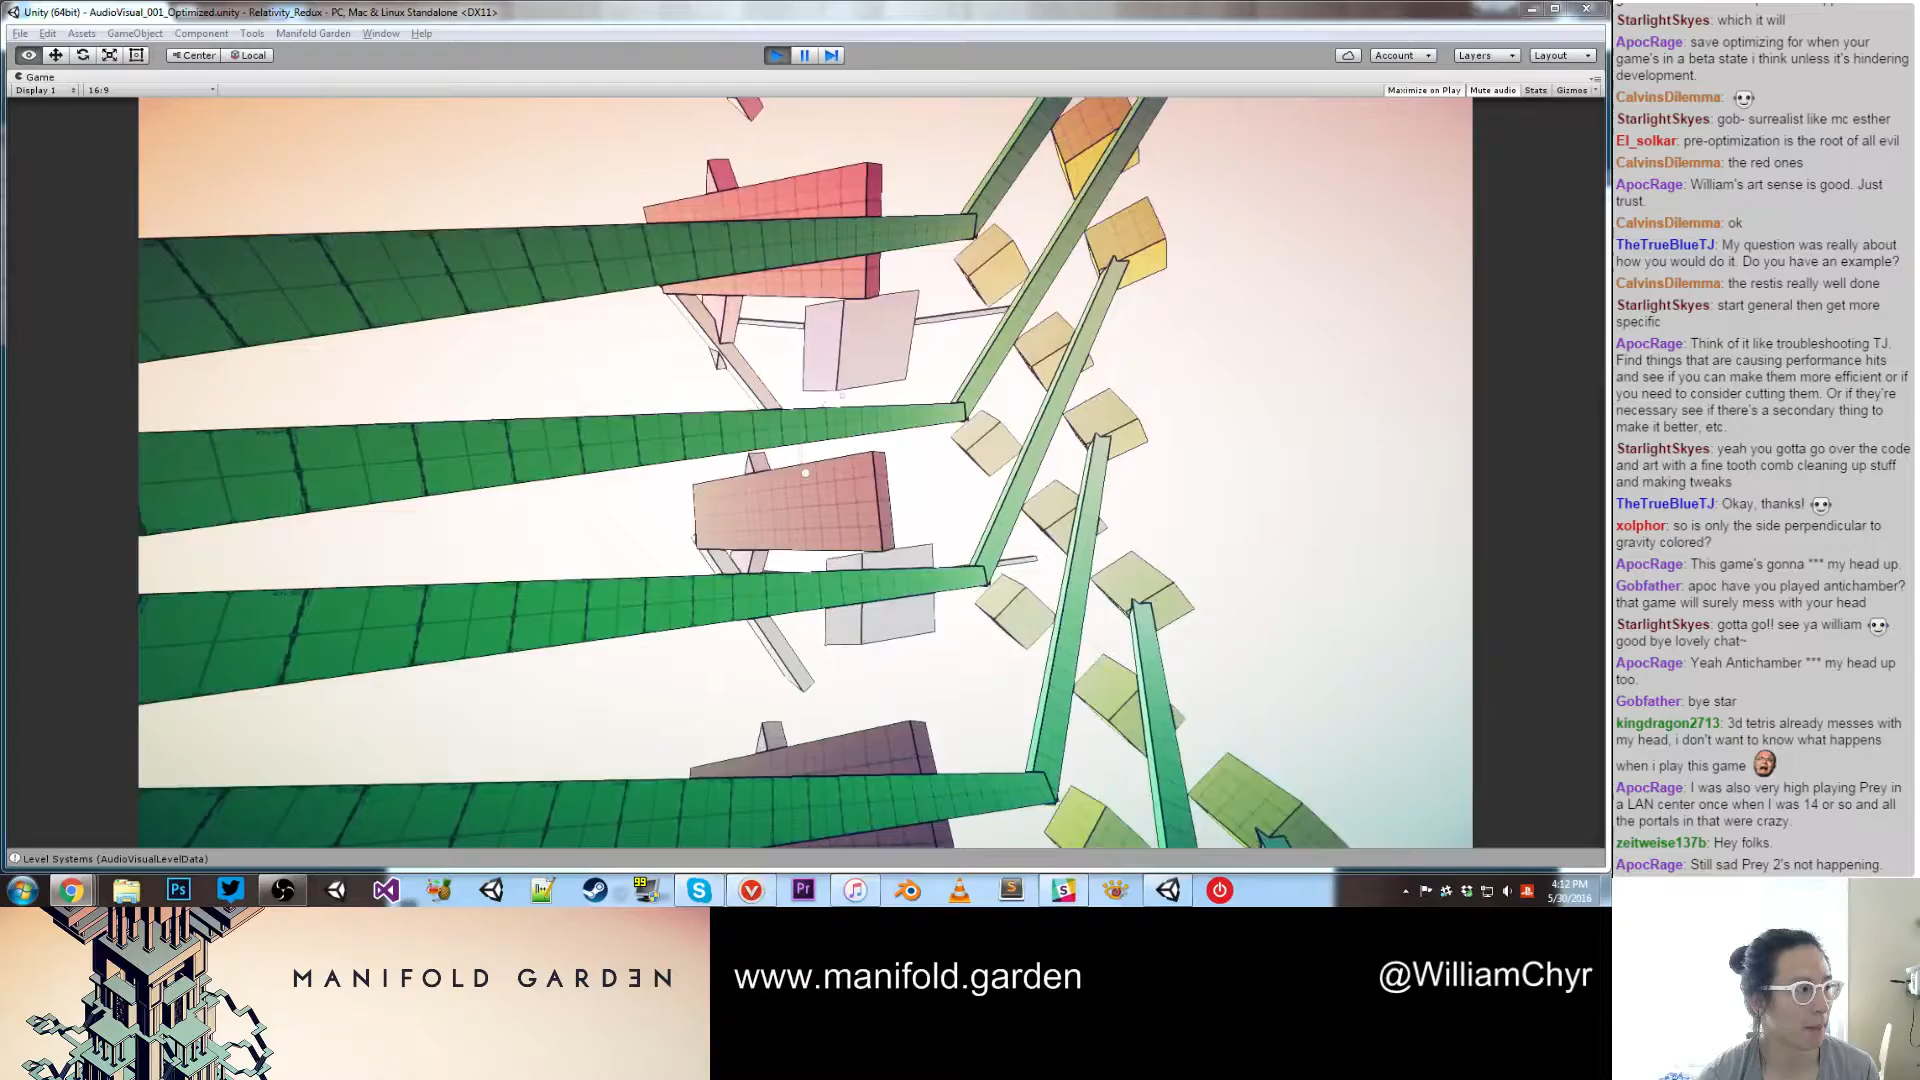 Unity (64bit) - AudioVisual_001_Optimized.unity - Relativity_Redux - PC, Mac & Linux Standalone <DX11>
File Edit Assets GameObject Component Tools Manifold Garden Window Help
Center Local Account Layers Layout
Game
Display 1 16:9 Maximize on Play Mute audio Stats Gizmos
Level Systems (AudioVisualLevelData)
4:12 PM
5/30/2016
StarlightSkyes: which it will
ApocRage: save optimizing for when your
game's in a beta state i think unless it's hindering
development.
CalvinsDilemma:
StarlightSkyes: gob- surrealist like mc esther
El_solkar: pre-optimization is the root of all evil
CalvinsDilemma: the red ones
ApocRage: William's art sense is good. Just
trust.
CalvinsDilemma: ok
TheTrueBlueTJ: My question was really about
how you would do it. Do you have an example?
CalvinsDilemma: the restis really well done
StarlightSkyes: start general then get more
specific
ApocRage: Think of it like troubleshooting TJ.
Find things that are causing performance hits
and see if you can make them more efficient or if
you need to consider cutting them. Or if they're
necessary see if there's a secondary thing to
make it better, etc.
StarlightSkyes: yeah you gotta go over the code
and art with a fine tooth comb cleaning up stuff
and making tweaks
TheTrueBlueTJ: Okay, thanks!
xolphor: so is only the side perpendicular to
gravity colored?
ApocRage: This game's gonna *** my head up.
Gobfather: apoc have you played antichamber?
that game will surely mess with your head
StarlightSkyes: gotta go!! see ya william
good bye lovely chat~
ApocRage: Yeah Antichamber *** my head up
too.
Gobfather: bye star
kingdragon2713: 3d tetris already messes with
my head, i don't want to know what happens
when i play this game
ApocRage: I was also very high playing Prey in
a LAN center once when I was 14 or so and all
the portals in that were crazy.
zeitweise137b: Hey folks.
ApocRage: Still sad Prey 2's not happening.
Ps
99
Pr
S
MANIFOLD GARDƎN
www.manifold.garden
@WilliamChyr